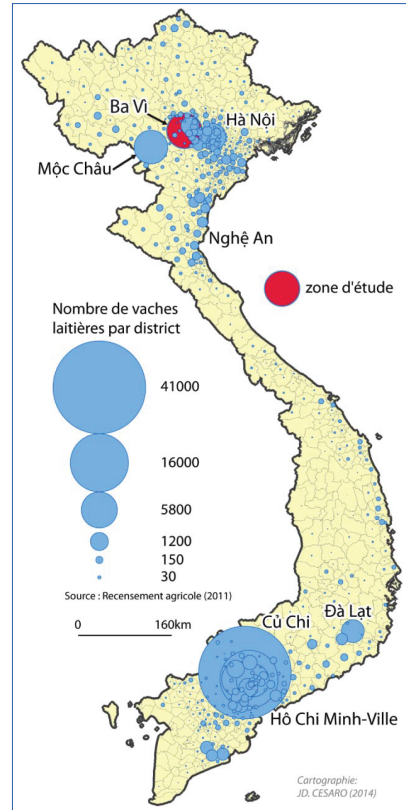 Ba Vì
Hà Nội
Mộc Châu
Nghệ An
zone d'étude
Nombre de vaches
laitières par district
41000
16000
5800
1200
150
30
Source : Recensement agricole (2011)
0
160km
Củ Chi
Đà Lạt
Hô Chi Minh-Ville
Cartographie:
JD. CESARO (2014)